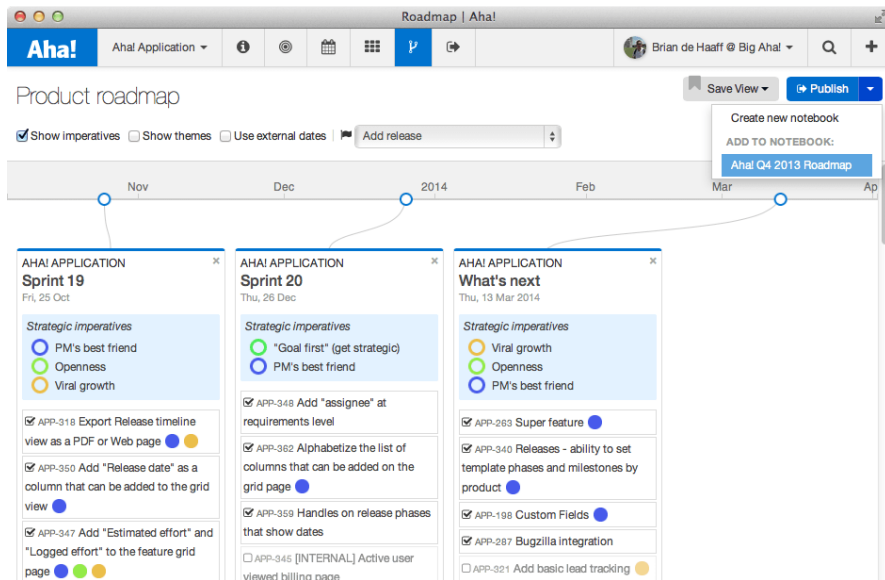 Roadmap | Aha!
Aha!
Aha! Application
Brian de Haaff @ Big Aha!
Product roadmap
Save View
Publish
Create new notebook
ADD TO NOTEBOOK:
Aha! Q4 2013 Roadmap
Show imperatives
Show themes
Use external dates
Add release
Nov
Dec
2014
Feb
Mar
Ap
AHA! APPLICATION
Sprint 19
Fri, 25 Oct
Strategic imperatives
PM's best friend
Openness
Viral growth
APP-318 Export Release timeline
view as a PDF or Web page
APP-350 Add "Release date" as a
column that can be added to the grid
view
APP-347 Add "Estimated effort" and
"Logged effort" to the feature grid
page
AHA! APPLICATION
Sprint 20
Thu, 26 Dec
Strategic imperatives
"Goal first" (get strategic)
PM's best friend
APP-348 Add "assignee" at
requirements level
APP-362 Alphabetize the list of
columns that can be added on the
grid page
APP-359 Handles on release phases
that show dates
APP-345 [INTERNAL] Active user
viewed billing page
AHA! APPLICATION
What's next
Thu, 13 Mar 2014
Strategic imperatives
Viral growth
Openness
PM's best friend
APP-263 Super feature
APP-340 Releases - ability to set
template phases and milestones by
product
APP-198 Custom Fields
APP-287 Bugzilla integration
APP-321 Add basic lead tracking